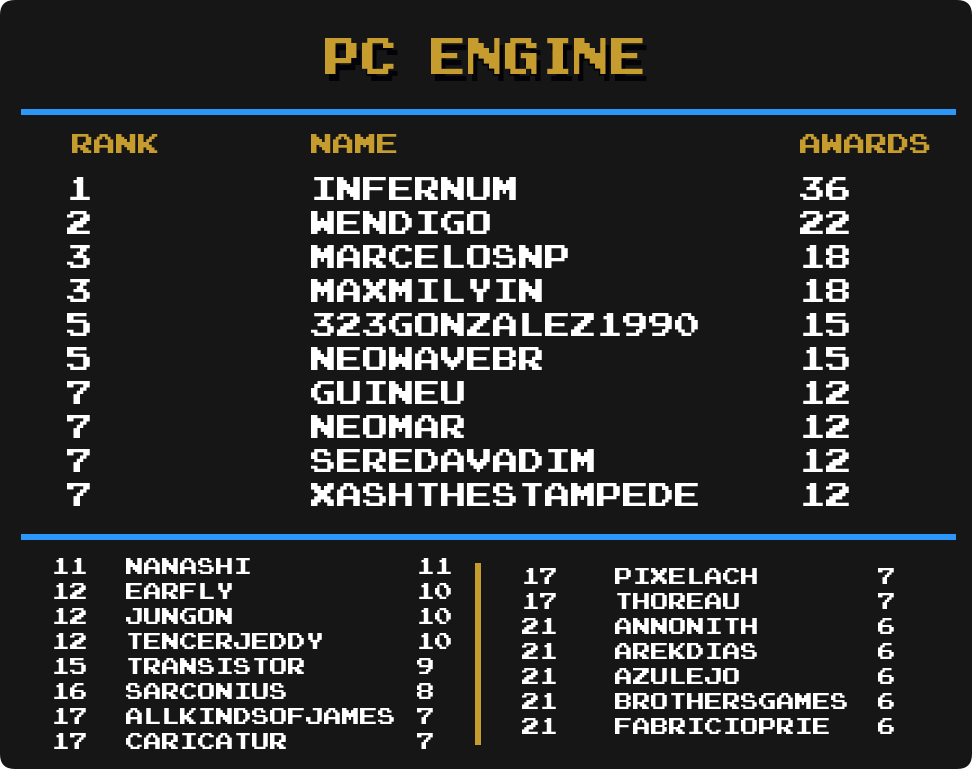 PC ENGINE
RANK NAME AWARDS
1 INFERNUM 36
2 WENDIGO 22
3 MARCELOSNP 18
3 MAXMILYIN 18
5 323GONZALEZ1990 15
5 NEOWAVEBR 15
7 GUINEU 12
7 NEOMAR 12
7 SEREDAVADIM 12
7 XASHTHESTAMPEDE 12
11 NANASHI 11
12 EARFLY 10
12 JUNGON 10
12 TENCERJEDDY 10
15 TRANSISTOR 9
16 SARCONIUS 8
17 ALLKINDSOFJAMES 7
17 CARICATUR 7
17 PIXELACH 7
17 THOREAU 7
21 ANNONITH 6
21 AREKDIAS 6
21 AZULEJO 6
21 BROTHERSGAMES 6
21 FABRICIOPRIE 6